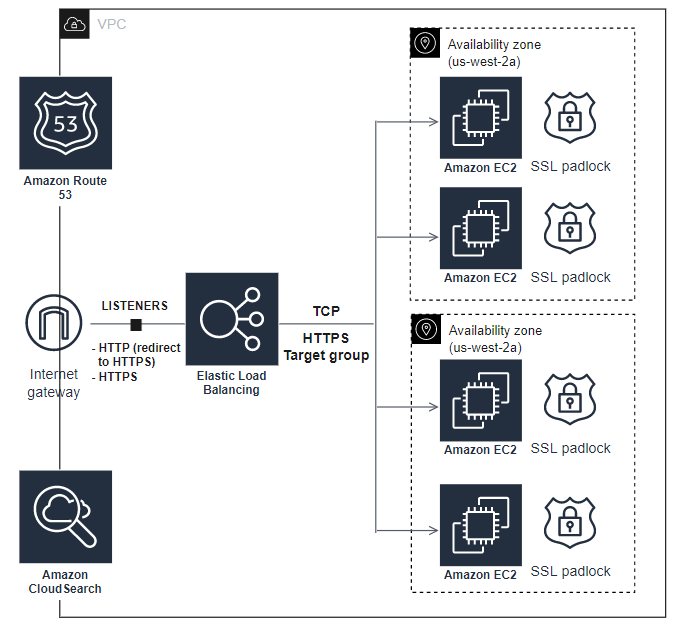 VPC
Availability zone
(us-west-2a)
53
Amazon Route
53
Amazon EC2
SSL padlock
Amazon EC2
SSL padlock
LISTENERS
- HTTP (redirect
to HTTPS)
- HTTPS
Internet
gateway
Elastic Load
Balancing
TCP
HTTPS
Target group
Availability zone
(us-west-2a)
Amazon EC2
SSL padlock
Amazon EC2
SSL padlock
Amazon
CloudSearch